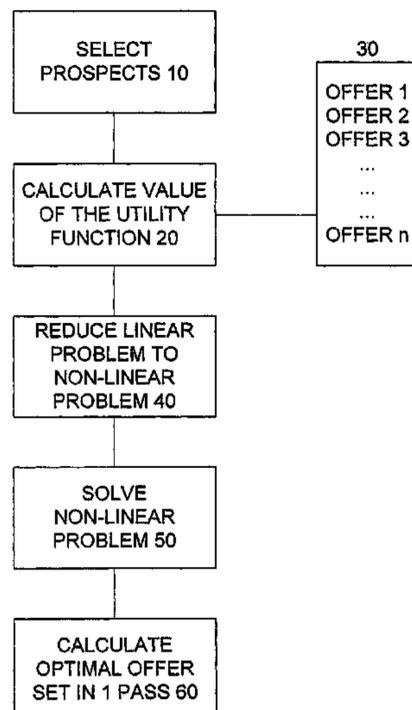 SELECT
PROSPECTS 10
30
OFFER 1
OFFER 2
OFFER 3
...
...
...
OFFER n
CALCULATE VALUE
OF THE UTILITY
FUNCTION 20
REDUCE LINEAR
PROBLEM TO
NON-LINEAR
PROBLEM 40
SOLVE
NON-LINEAR
PROBLEM 50
CALCULATE
OPTIMAL OFFER
SET IN 1 PASS 60